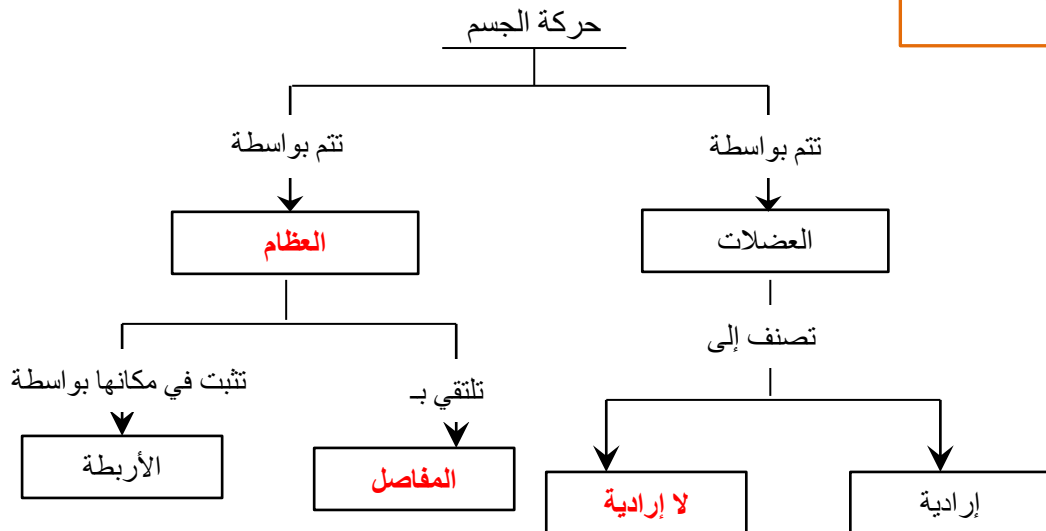 حركة الجسم
تتم بواسطة
تتم بواسطة
العضلات
العظام
تصنف إلى
تلتقي بـ
تثبت في مكانها بواسطة
إرادية
لا إرادية
المفاصل
الأربطة